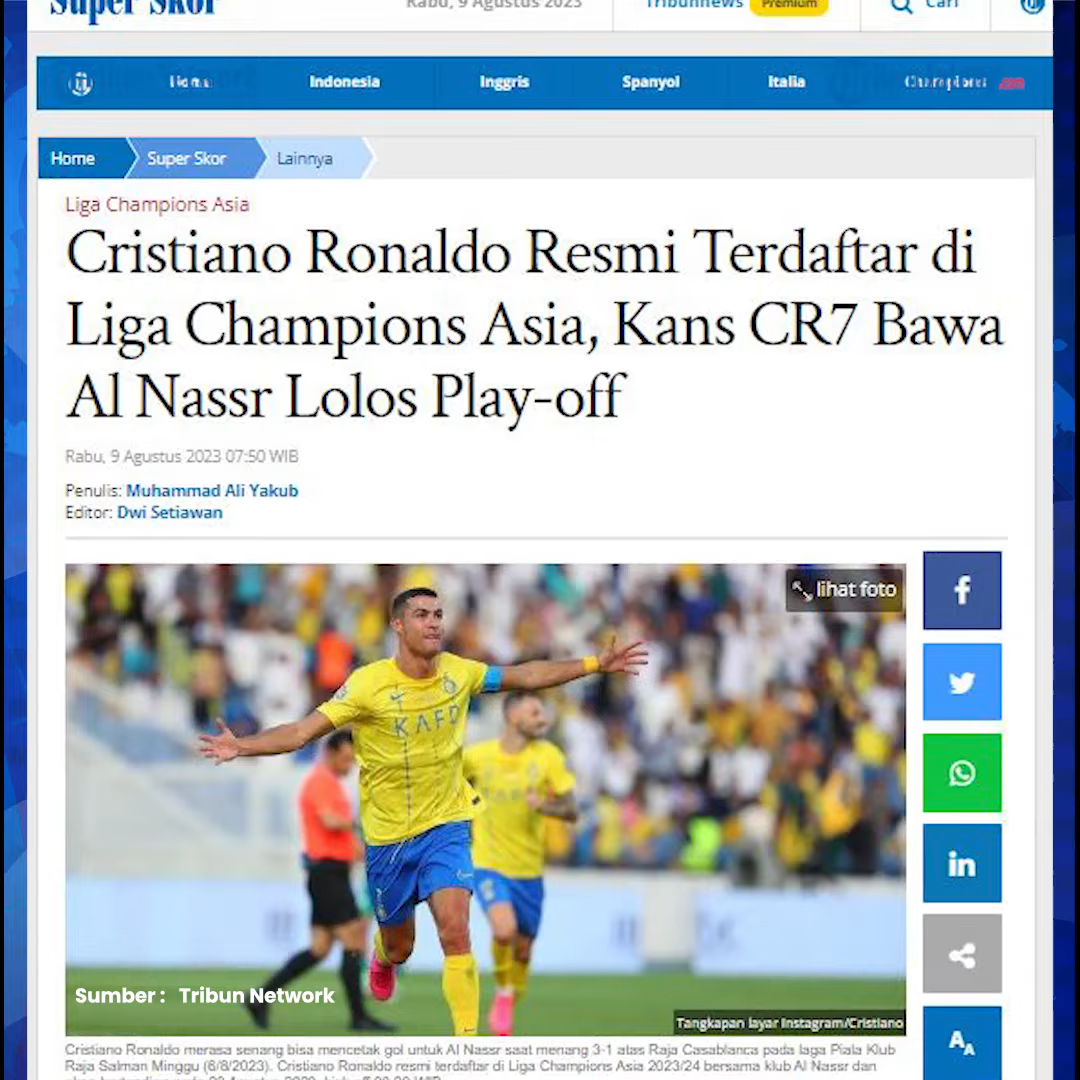 Super Skor
Rabu, 9 Agustus 2023
Tribunnews Premium
Cari
Home Indonesia Inggris Spanyol Italia Champions
Home Super Skor Lainnya
Liga Champions Asia
Cristiano Ronaldo Resmi Terdaftar di
Liga Champions Asia, Kans CR7 Bawa
Al Nassr Lolos Play-off
Rabu, 9 Agustus 2023 07:50 WIB
Penulis: Muhammad Ali Yakub
Editor: Dwi Setiawan
lihat foto
KAFD
Sumber : Tribun Network
Tangkapan layar Instagram/Cristiano
Cristiano Ronaldo merasa senang bisa mencetak gol untuk Al Nassr saat menang 3-1 atas Raja Casablanca pada laga Piala Klub
Raja Salman Minggu (6/8/2023). Cristiano Ronaldo resmi terdaftar di Liga Champions Asia 2023/24 bersama klub Al Nassr dan